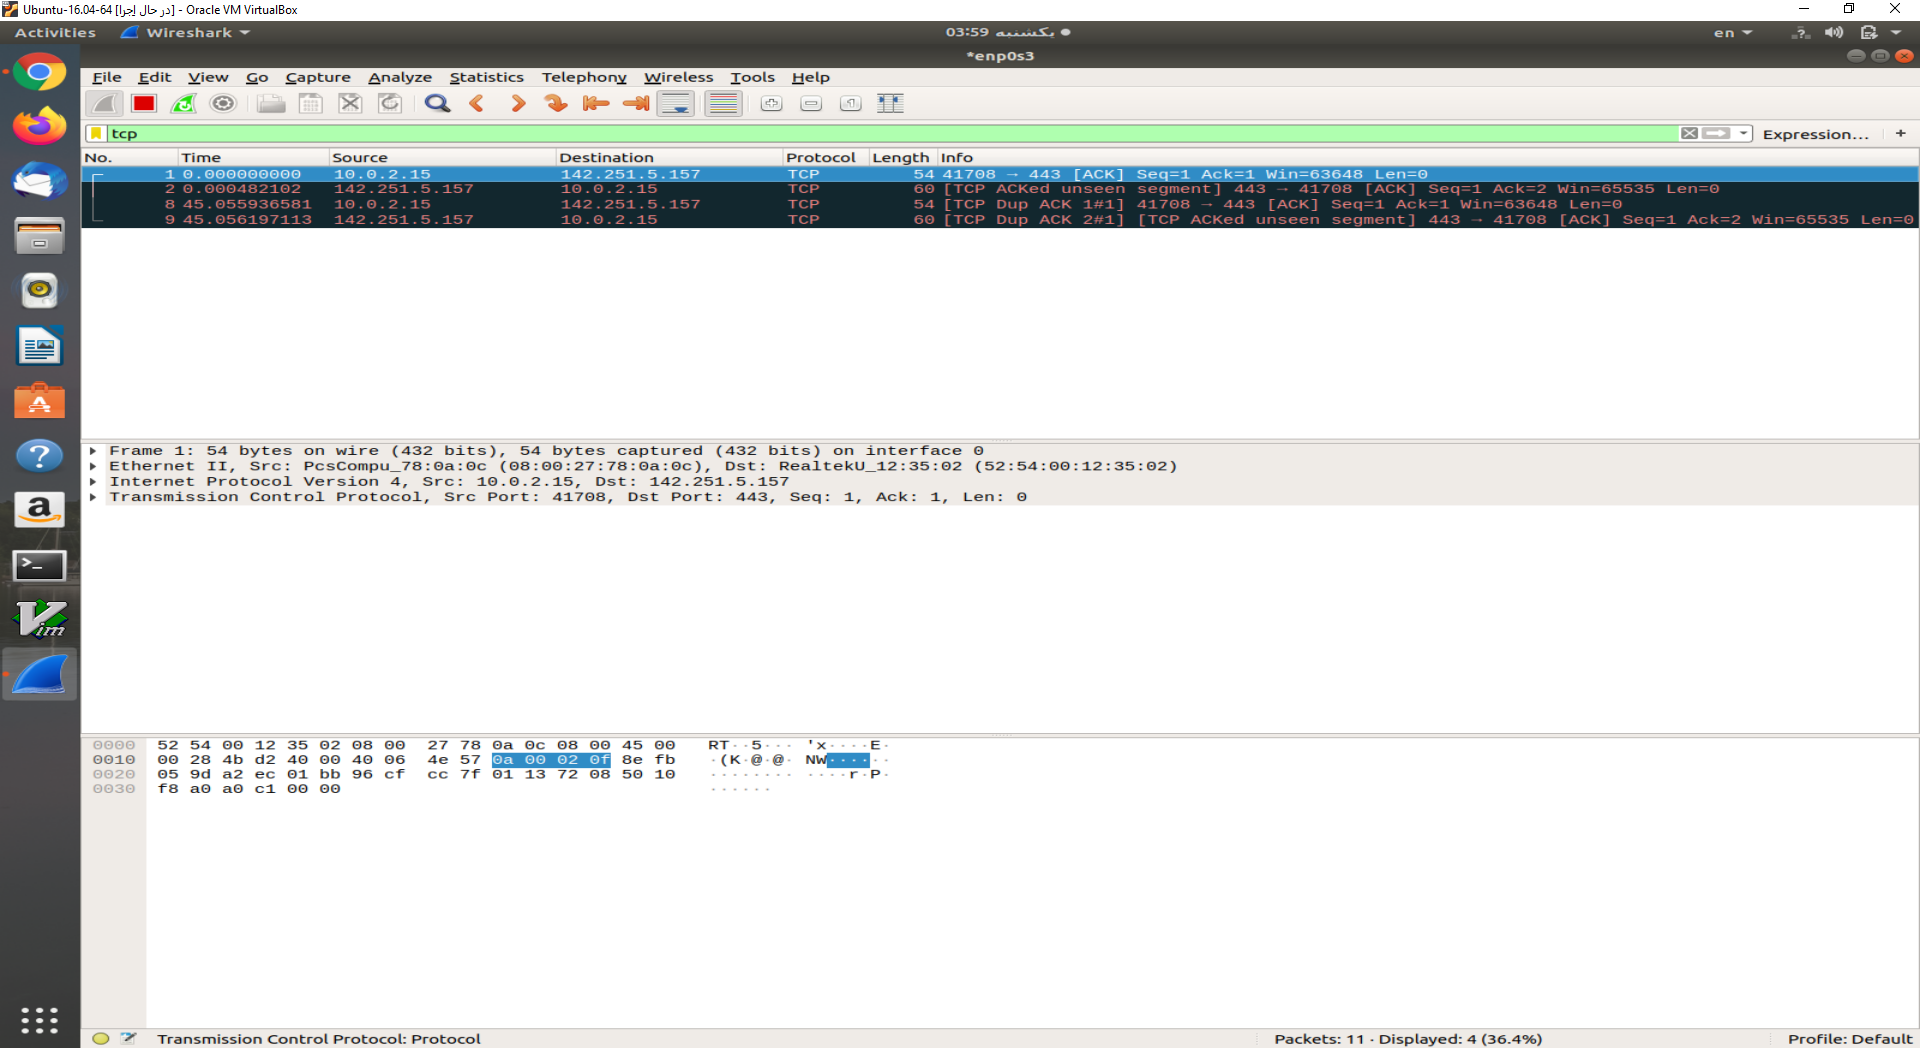 Ubuntu-16.04-64 [در حال اجرا] - Oracle VM VirtualBox
Activities Wireshark یکشنبه 03:59 en
*enp0s3
File Edit View Go Capture Analyze Statistics Telephony Wireless Tools Help
tcp Expression… +
No. Time Source Destination Protocol Length Info
1 0.000000000 10.0.2.15 142.251.5.157 TCP 54 41708 → 443 [ACK] Seq=1 Ack=1 Win=63648 Len=0
2 0.000482102 142.251.5.157 10.0.2.15 TCP 60 [TCP ACKed unseen segment] 443 → 41708 [ACK] Seq=1 Ack=2 Win=65535 Len=0
8 45.055936581 10.0.2.15 142.251.5.157 TCP 54 [TCP Dup ACK 1#1] 41708 → 443 [ACK] Seq=1 Ack=1 Win=63648 Len=0
9 45.056197113 142.251.5.157 10.0.2.15 TCP 60 [TCP Dup ACK 2#1] [TCP ACKed unseen segment] 443 → 41708 [ACK] Seq=1 Ack=2 Win=65535 Len=0
Frame 1: 54 bytes on wire (432 bits), 54 bytes captured (432 bits) on interface 0
Ethernet II, Src: PcsCompu_78:0a:0c (08:00:27:78:0a:0c), Dst: RealtekU_12:35:02 (52:54:00:12:35:02)
Internet Protocol Version 4, Src: 10.0.2.15, Dst: 142.251.5.157
Transmission Control Protocol, Src Port: 41708, Dst Port: 443, Seq: 1, Ack: 1, Len: 0
0000 52 54 00 12 35 02 08 00 27 78 0a 0c 08 00 45 00 RT··5··· 'x····E·
0010 00 28 4b d2 40 00 40 06 4e 57 0a 00 02 0f 8e fb ·(K·@·@· NW······
0020 05 9d a2 ec 01 bb 96 cf cc 7f 01 13 72 08 50 10 ········ ····r·P·
0030 f8 a0 a0 c1 00 00 ······
Transmission Control Protocol: Protocol Packets: 11 · Displayed: 4 (36.4%) Profile: Default